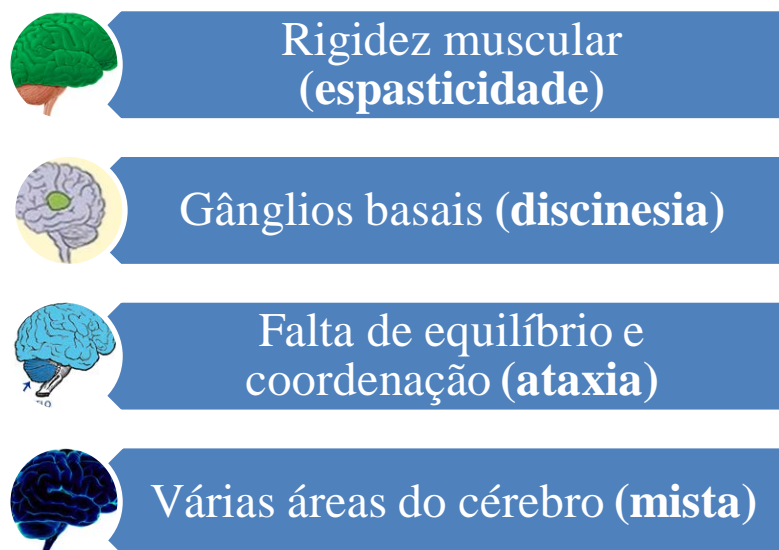 Rigidez muscular
(espasticidade)
Gânglios basais (discinesia)
Falta de equilíbrio e
coordenação (ataxia)
Várias áreas do cérebro (mista)